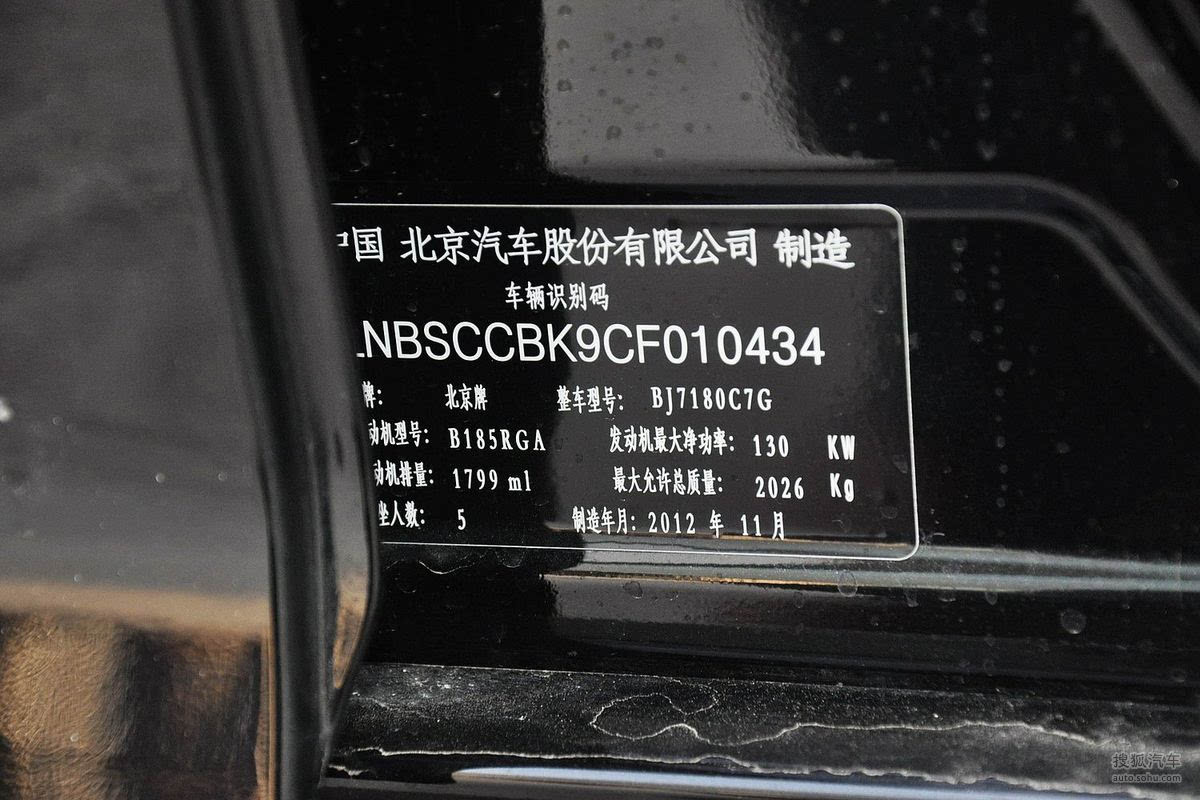 中国 北京汽车股份有限公司 制造
车辆识别码
LNBSCCBK9CF010434
牌: 北京牌 整车型号: BJ7180C7G
动机型号: B185RGA 发动机最大净功率: 130 KW
动机排量: 1799 ml 最大允许总质量: 2026 Kg
坐人数: 5 制造年月: 2012 年 11 月
搜狐汽车
auto.sohu.com